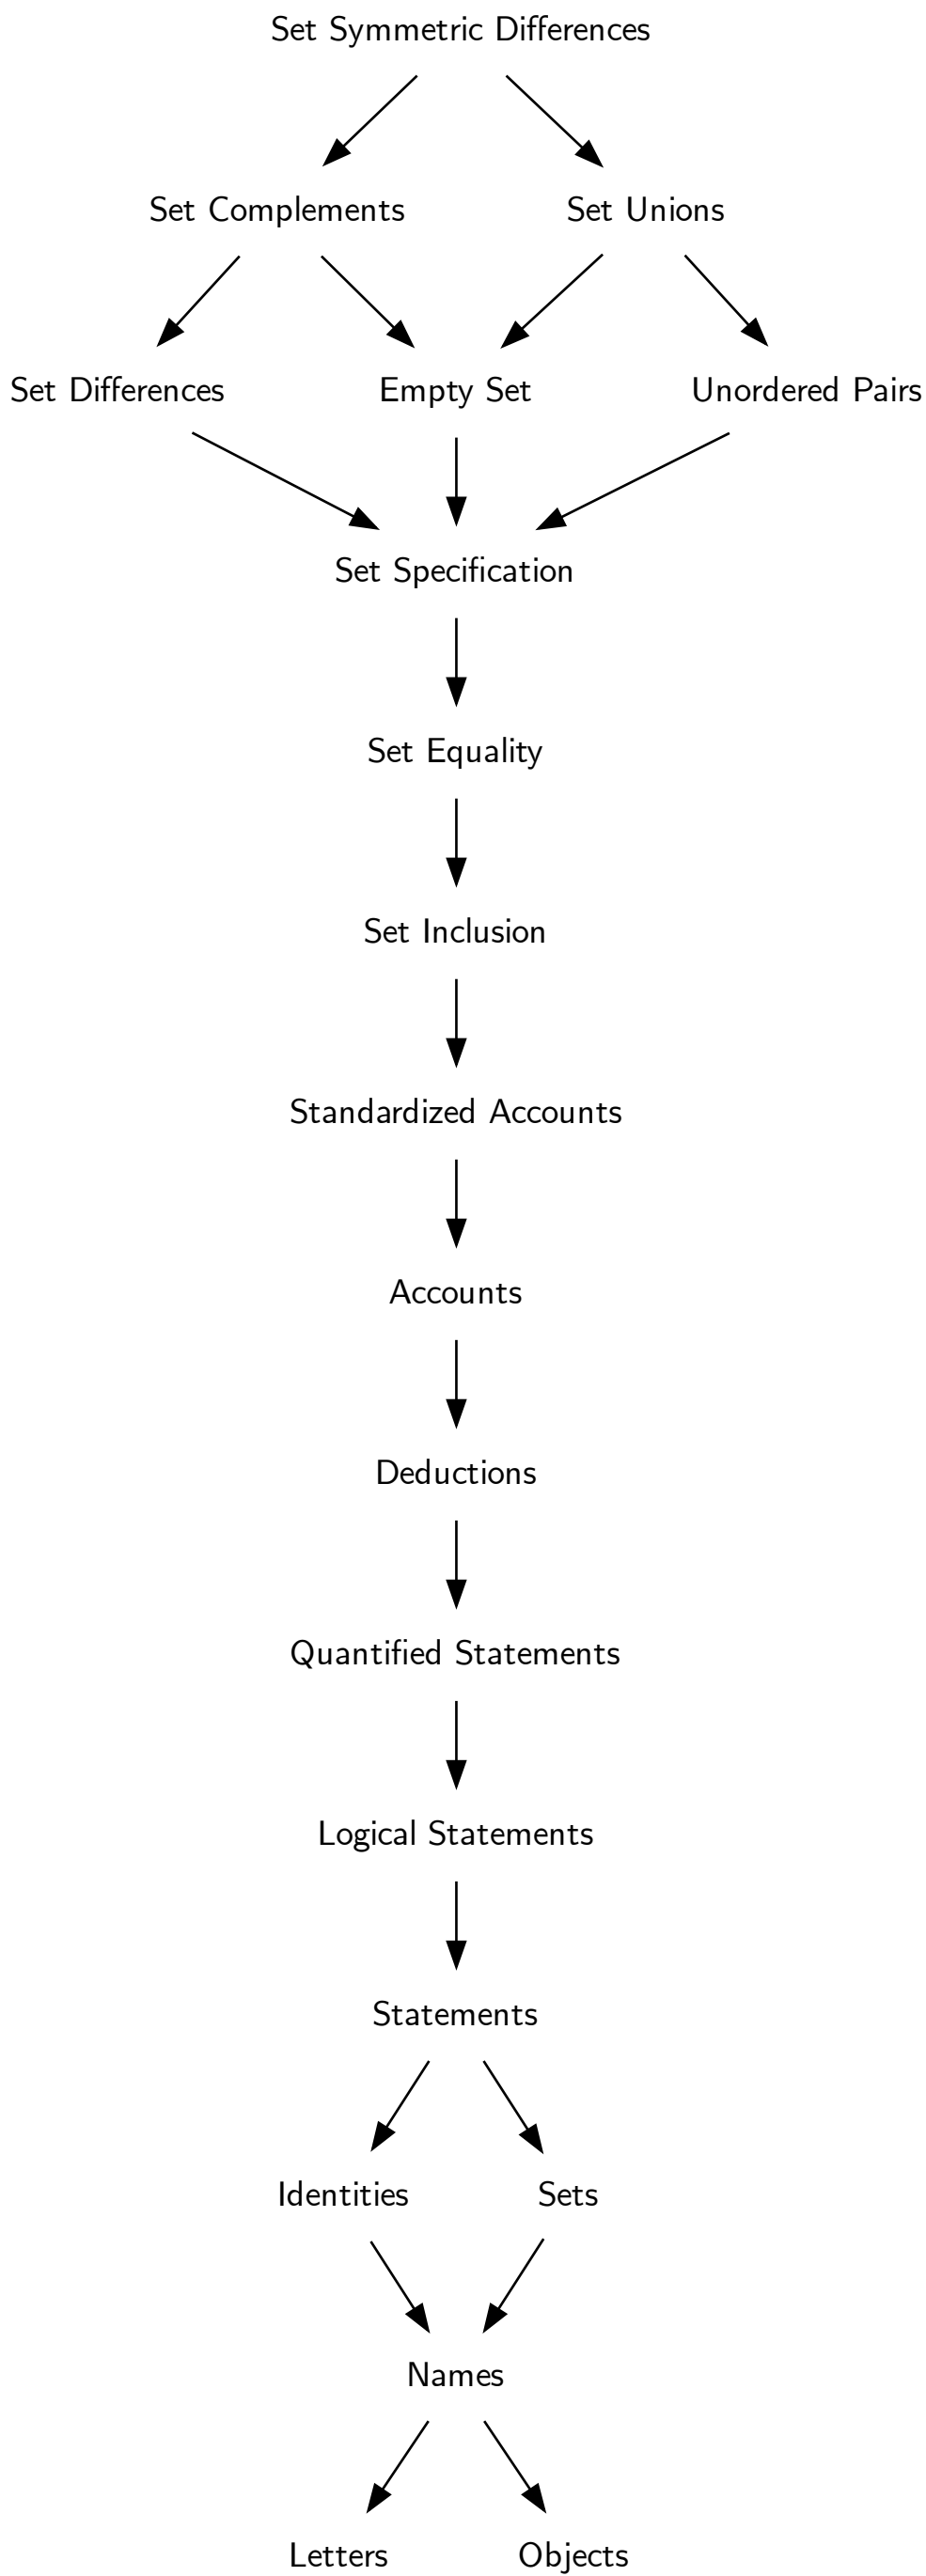 Set Symmetric Differences
Set Complements
Set Unions
Set Differences
Empty Set
Unordered Pairs
Set Specification
Set Equality
Set Inclusion
Standardized Accounts
Accounts
Deductions
Quantified Statements
Logical Statements
Statements
Identities
Sets
Names
Letters
Objects